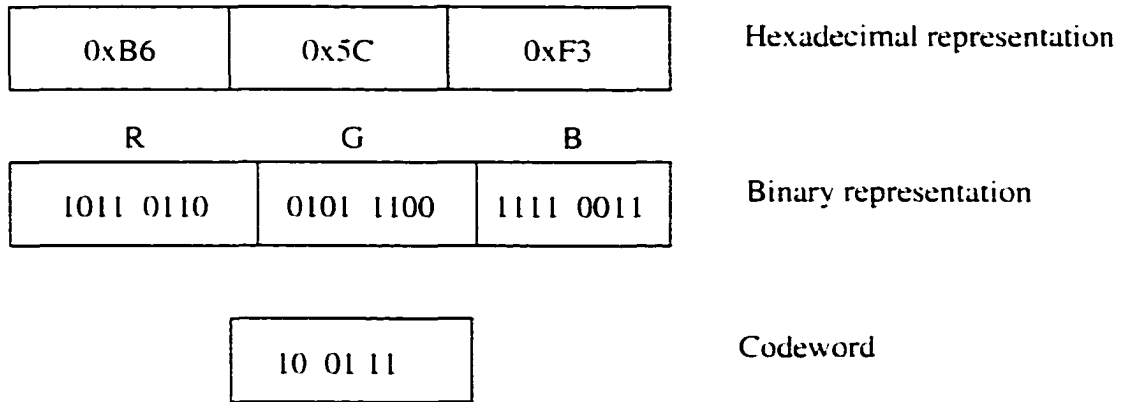 0xB6 0x5C 0xF3 Hexadecimal representation
R G B
1011 0110 0101 1100 1111 0011 Binary representation
10 01 11 Codeword